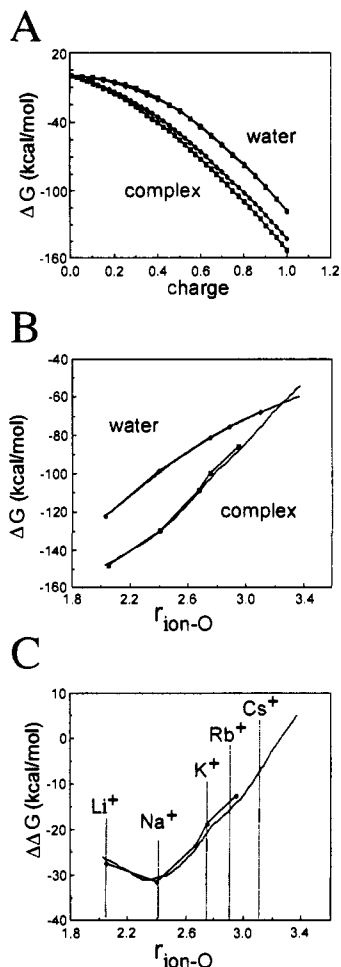 A
20
-40
-100
-160
ΔG (kcal/mol)
water
complex
0.0 0.2 0.4 0.6 0.8 1.0 1.2
charge
B
-40
-60
-80
-100
-120
-140
-160
ΔG (kcal/mol)
water
complex
1.8 2.2 2.6 3.0 3.4
rion-O
C
10
0
-10
-20
-30
-40
ΔΔG (kcal/mol)
Cs+
Rb+
K+
Na+
Li+
1.8 2.2 2.6 3.0 3.4
rion-O